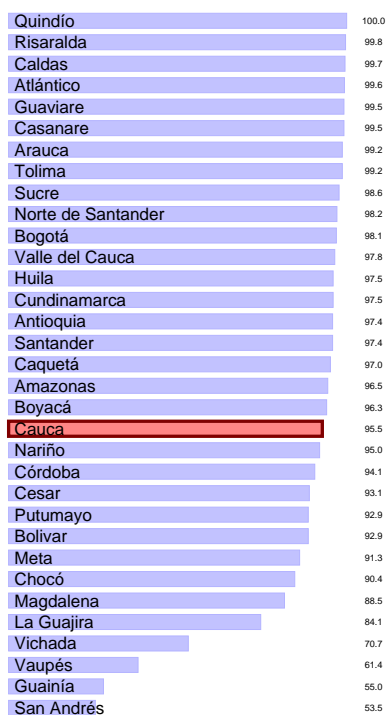 Quindío 100.0
Risaralda 99.8
Caldas 99.7
Atlántico 99.6
Guaviare 99.5
Casanare 99.5
Arauca 99.2
Tolima 99.2
Sucre 98.6
Norte de Santander 98.2
Bogotá 98.1
Valle del Cauca 97.8
Huila 97.5
Cundinamarca 97.5
Antioquia 97.4
Santander 97.4
Caquetá 97.0
Amazonas 96.5
Boyacá 96.3
Cauca 95.5
Nariño 95.0
Córdoba 94.1
Cesar 93.1
Putumayo 92.9
Bolivar 92.9
Meta 91.3
Chocó 90.4
Magdalena 88.5
La Guajira 84.1
Vichada 70.7
Vaupés 61.4
Guainía 55.0
San Andrés 53.5